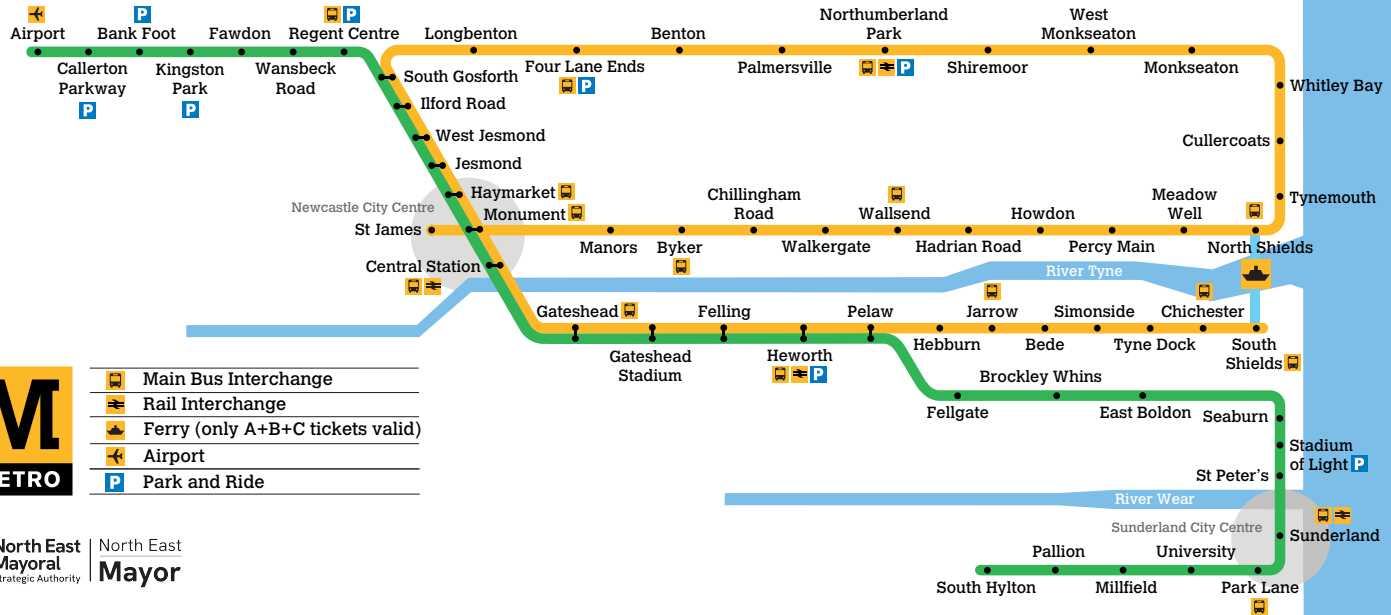 Airport
Callerton
Parkway
P
Bank Foot
P
Kingston
Park
P
Fawdon
Wansbeck
Road
Regent Centre
P
Longbenton
Four Lane Ends
P
Benton
Palmersville
Northumberland
Park
P
Shiremoor
West
Monkseaton
Monkseaton
Whitley Bay
Cullercoats
Tynemouth
South Gosforth
Ilford Road
West Jesmond
Jesmond
Haymarket
Newcastle City Centre
Monument
St James
Central Station
Manors
Byker
Chillingham
Road
Walkergate
Wallsend
Hadrian Road
Howdon
Percy Main
Meadow
Well
North Shields
River Tyne
Gateshead
Gateshead
Stadium
Felling
Heworth
P
Pelaw
Hebburn
Jarrow
Bede
Simonside
Tyne Dock
Chichester
South
Shields
Fellgate
Brockley Whins
East Boldon
Seaburn
Stadium
of Light P
St Peter's
River Wear
Sunderland City Centre
Sunderland
Park Lane
University
Millfield
Pallion
South Hylton
M
ETRO
Main Bus Interchange
Rail Interchange
Ferry (only A+B+C tickets valid)
Airport
P Park and Ride
North East
Mayoral
Strategic Authority
North East
Mayor